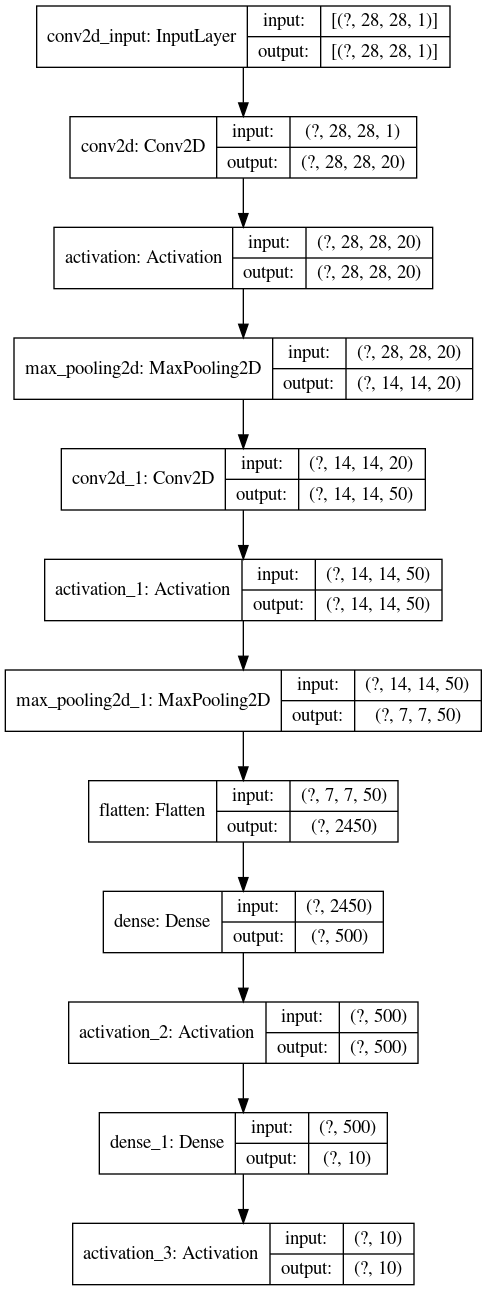 conv2d_input: InputLayer
input: [(?, 28, 28, 1)]
output: [(?, 28, 28, 1)]
conv2d: Conv2D
input: (?, 28, 28, 1)
output: (?, 28, 28, 20)
activation: Activation
input: (?, 28, 28, 20)
output: (?, 28, 28, 20)
max_pooling2d: MaxPooling2D
input: (?, 28, 28, 20)
output: (?, 14, 14, 20)
conv2d_1: Conv2D
input: (?, 14, 14, 20)
output: (?, 14, 14, 50)
activation_1: Activation
input: (?, 14, 14, 50)
output: (?, 14, 14, 50)
max_pooling2d_1: MaxPooling2D
input: (?, 14, 14, 50)
output: (?, 7, 7, 50)
flatten: Flatten
input: (?, 7, 7, 50)
output: (?, 2450)
dense: Dense
input: (?, 2450)
output: (?, 500)
activation_2: Activation
input: (?, 500)
output: (?, 500)
dense_1: Dense
input: (?, 500)
output: (?, 10)
activation_3: Activation
input: (?, 10)
output: (?, 10)